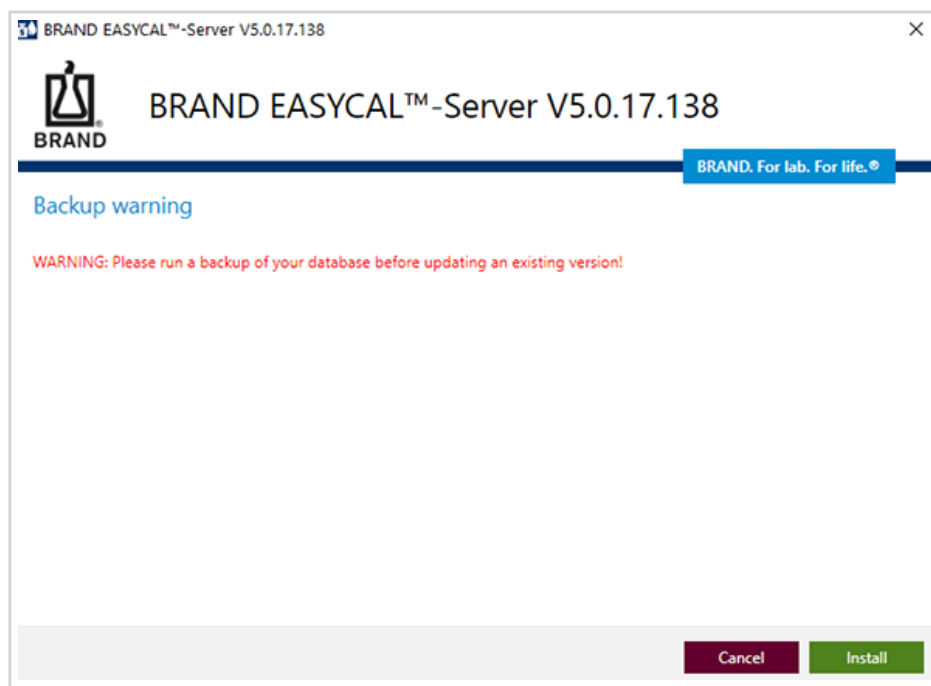 BRAND EASYCAL™-Server V5.0.17.138
BRAND®
BRAND EASYCAL™-Server V5.0.17.138
BRAND. For lab. For life.®
Backup warning
WARNING: Please run a backup of your database before updating an existing version!
Cancel Install